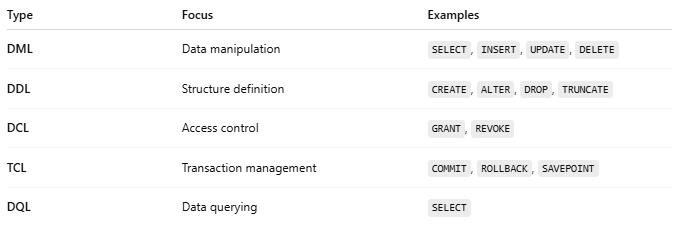 Type Focus Examples
DML Data manipulation SELECT, INSERT, UPDATE, DELETE
DDL Structure definition CREATE, ALTER, DROP, TRUNCATE
DCL Access control GRANT, REVOKE
TCL Transaction management COMMIT, ROLLBACK, SAVEPOINT
DQL Data querying SELECT